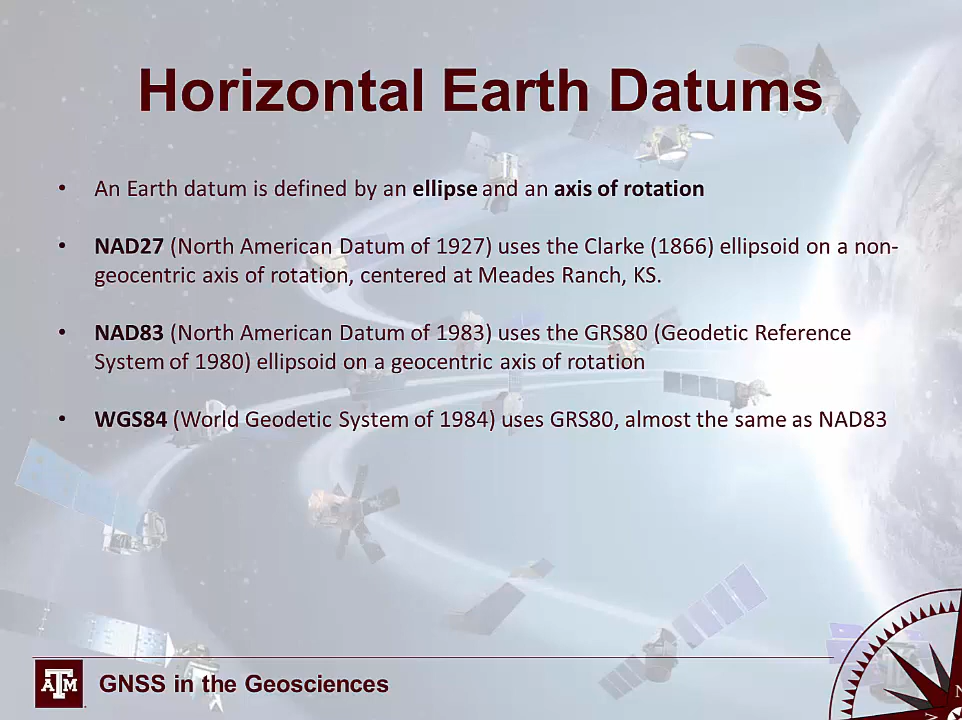 Horizontal Earth Datums
• An Earth datum is defined by an ellipse and an axis of rotation
• NAD27 (North American Datum of 1927) uses the Clarke (1866) ellipsoid on a non-
geocentric axis of rotation, centered at Meades Ranch, KS.
• NAD83 (North American Datum of 1983) uses the GRS80 (Geodetic Reference
System of 1980) ellipsoid on a geocentric axis of rotation
• WGS84 (World Geodetic System of 1984) uses GRS80, almost the same as NAD83
ATM
GNSS in the Geosciences
N